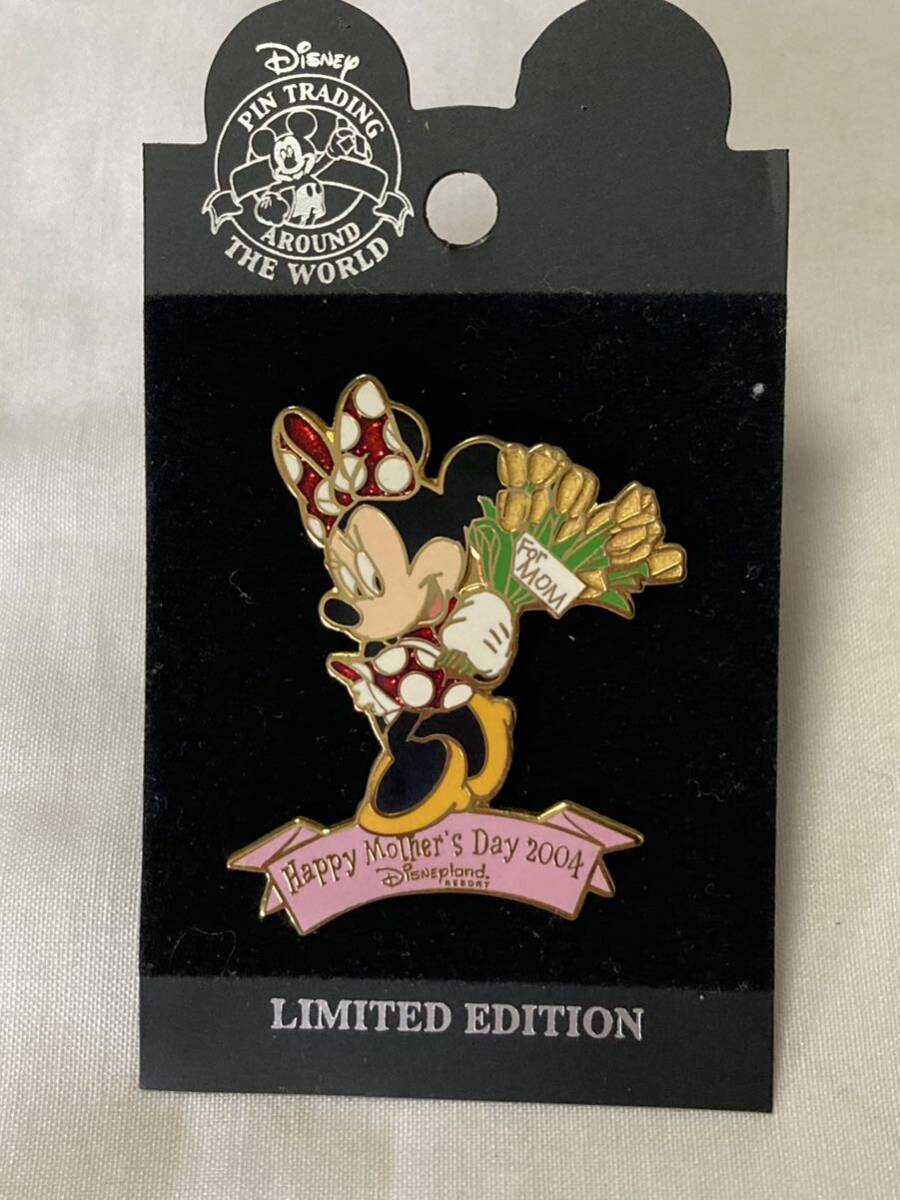 Disney
PIN TRADING
AROUND
THE WORLD
For
MOM
Happy Mother's Day 2004
Disneyland
RESORT
LIMITED EDITION